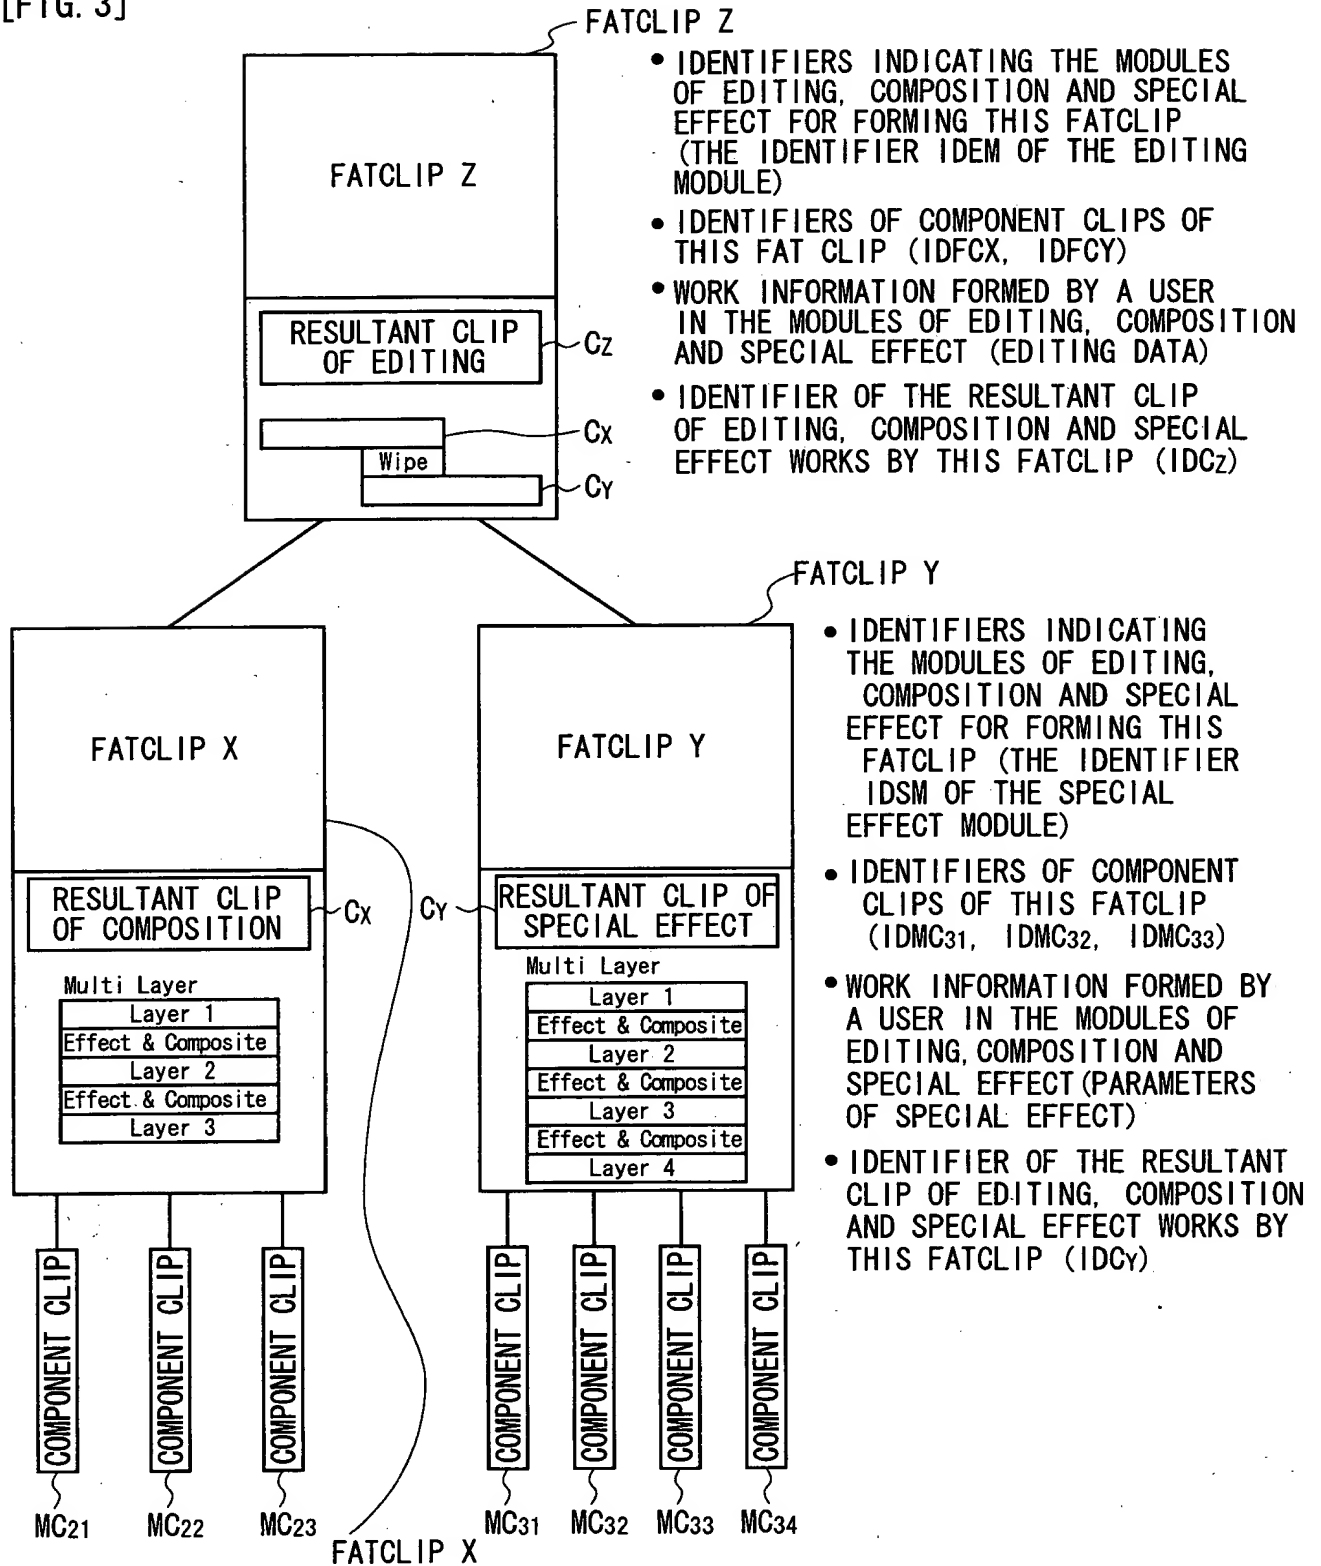 [FIG. 3]
FATCLIP Z
• IDENTIFIERS INDICATING THE MODULES
OF EDITING, COMPOSITION AND SPECIAL
EFFECT FOR FORMING THIS FATCLIP
(THE IDENTIFIER IDEM OF THE EDITING
MODULE)
• IDENTIFIERS OF COMPONENT CLIPS OF
THIS FAT CLIP (IDFCX, IDFCY)
• WORK INFORMATION FORMED BY A USER
IN THE MODULES OF EDITING, COMPOSITION
AND SPECIAL EFFECT (EDITING DATA)
• IDENTIFIER OF THE RESULTANT CLIP
OF EDITING, COMPOSITION AND SPECIAL
EFFECT WORKS BY THIS FATCLIP (IDCZ)
FATCLIP Z
RESULTANT CLIP
OF EDITING
CZ
CX
Wipe
CY
FATCLIP Y
FATCLIP X
RESULTANT CLIP
OF COMPOSITION
CX
Multi Layer
Layer 1
Effect & Composite
Layer 2
Effect & Composite
Layer 3
FATCLIP Y
CY
RESULTANT CLIP OF
SPECIAL EFFECT
Multi Layer
Layer 1
Effect & Composite
Layer 2
Effect & Composite
Layer 3
Effect & Composite
Layer 4
• IDENTIFIERS INDICATING
THE MODULES OF EDITING,
COMPOSITION AND SPECIAL
EFFECT FOR FORMING THIS
FATCLIP (THE IDENTIFIER
IDSM OF THE SPECIAL
EFFECT MODULE)
• IDENTIFIERS OF COMPONENT
CLIPS OF THIS FATCLIP
(IDMC31, IDMC32, IDMC33)
• WORK INFORMATION FORMED BY
A USER IN THE MODULES OF
EDITING, COMPOSITION AND
SPECIAL EFFECT (PARAMETERS
OF SPECIAL EFFECT)
• IDENTIFIER OF THE RESULTANT
CLIP OF EDITING, COMPOSITION
AND SPECIAL EFFECT WORKS BY
THIS FATCLIP (IDCY)
COMPONENT CLIP
COMPONENT CLIP
COMPONENT CLIP
COMPONENT CLIP
COMPONENT CLIP
COMPONENT CLIP
COMPONENT CLIP
MC21
MC22
MC23
MC31
MC32
MC33
MC34
FATCLIP X